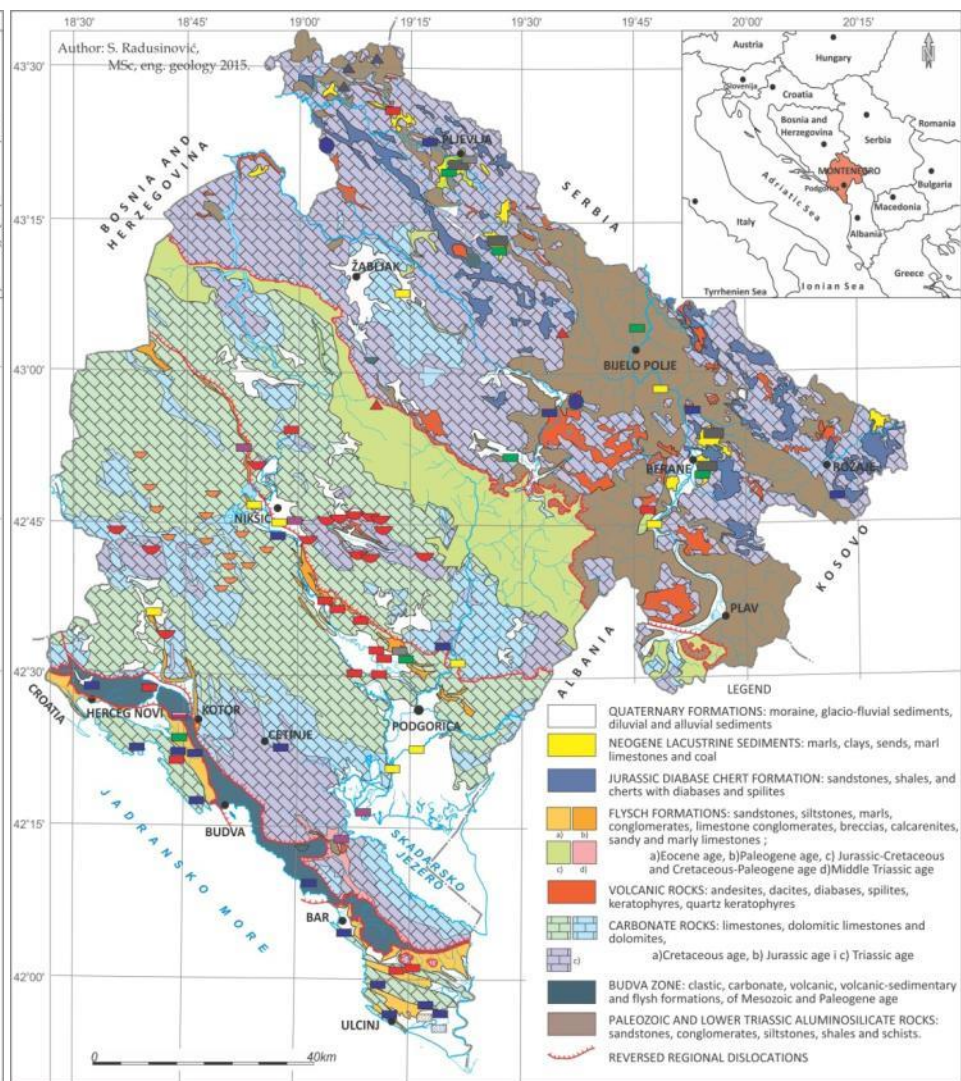 18°30'
18°45'
19°00'
19°15'
19°30'
19°45'
20°00'
20°15'
Author: S. Radusinović,
MSc, eng. geology 2015.
43°30'
43°15'
43°00'
42°45'
42°30'
42°15'
42°00'
N
Austria
Hungary
Slovenija
Croatia
Romania
Bosnia and
Herzegovina
Serbia
MONTENEGRO
Podgorica
Bulgaria
Adriatic Sea
Macedonia
Italy
Albania
Greece
Tyrrhenien Sea
Ionian Sea
BOSNIA AND
HERZEGOVINA
SERBIA
PLJEVLJA
ŽABLJAK
BIJELO POLJE
BERANE
ROŽAJE
NIKŠIĆ
KOSOVO
PLAV
ALBANIA
CROATIA
HERCEG NOVI
KOTOR
CETINJE
PODGORICA
BUDVA
JADRANSKO MORE
SKADARSKO
JEZERO
BAR
ULCINJ
0
40km
LEGEND
QUATERNARY FORMATIONS: moraine, glacio-fluvial sediments,
diluvial and alluvial sediments
NEOGENE LACUSTRINE SEDIMENTS: marls, clays, sends, marl
limestones and coal
JURASSIC DIABASE CHERT FORMATION: sandstones, shales, and
cherts with diabases and spilites
FLYSCH FORMATIONS: sandstones, siltstones, marls,
conglomerates, limestone conglomerates, breccias, calcarenites,
a) b)
sandy and marly limestones ;
a)Eocene age, b)Paleogene age, c) Jurassic-Cretaceous
c) d)
and Cretaceous-Paleogene age d)Middle Triassic age
VOLCANIC ROCKS: andesites, dacites, diabases, spilites,
keratophyres, quartz keratophyres
CARBONATE ROCKS: limestones, dolomitic limestones and
dolomites,
c) a)Cretaceous age, b) Jurassic age i c) Triassic age
BUDVA ZONE: clastic, carbonate, volcanic, volcanic-sedimentary
and flysh formations, of Mesozoic and Paleogene age
PALEOZOIC AND LOWER TRIASSIC ALUMOSILICATE ROCKS:
sandstones, conglomerates, siltstones, shales and schists.
REVERSED REGIONAL DISLOCATIONS